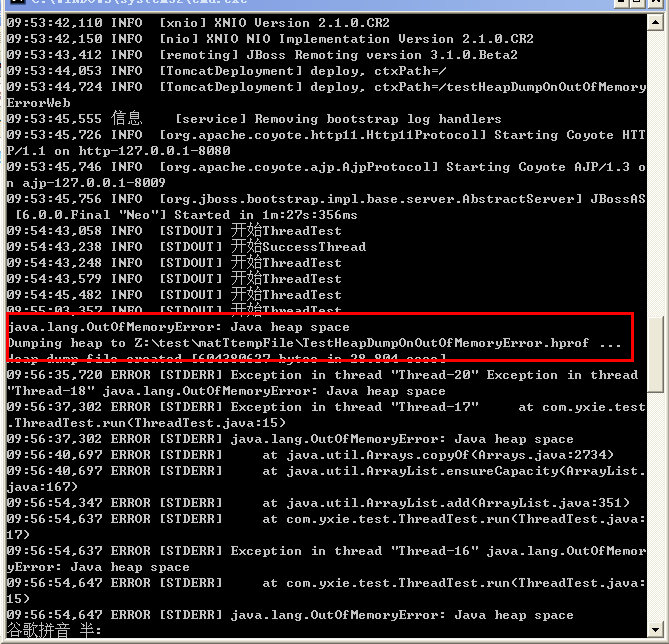 C:\WINDOWS\system32\cmd.exe
09:53:42,110 INFO  [xnio] XNIO Version 2.1.0.CR2
09:53:42,150 INFO  [nio] XNIO NIO Implementation Version 2.1.0.CR2
09:53:43,412 INFO  [remoting] JBoss Remoting version 3.1.0.Beta2
09:53:44,053 INFO  [TomcatDeployment] deploy, ctxPath=/
09:53:44,724 INFO  [TomcatDeployment] deploy, ctxPath=/testHeapDumpOnOutOfMemory
ErrorWeb
09:53:45,555 信息    [service] Removing bootstrap log handlers
09:53:45,726 INFO  [org.apache.coyote.http11.Http11Protocol] Starting Coyote HTT
P/1.1 on http-127.0.0.1-8080
09:53:45,746 INFO  [org.apache.coyote.ajp.AjpProtocol] Starting Coyote AJP/1.3 o
n ajp-127.0.0.1-8009
09:53:45,756 INFO  [org.jboss.bootstrap.impl.base.server.AbstractServer] JBossAS
 [6.0.0.Final "Neo"] Started in 1m:27s:356ms
09:54:43,058 INFO  [STDOUT] 开始ThreadTest
09:54:43,238 INFO  [STDOUT] 开始SuccessThread
09:54:43,248 INFO  [STDOUT] 开始ThreadTest
09:54:43,579 INFO  [STDOUT] 开始ThreadTest
09:54:45,482 INFO  [STDOUT] 开始ThreadTest
09:55:03,357 INFO  [STDOUT] 开始ThreadTest
java.lang.OutOfMemoryError: Java heap space
Dumping heap to Z:\test\matTtempFile\TestHeapDumpOnOutOfMemoryError.hprof ...
Heap dump file created [604380627 bytes in 28.804 secs]
09:56:35,720 ERROR [STDERR] Exception in thread "Thread-20" Exception in thread
"Thread-18" java.lang.OutOfMemoryError: Java heap space
09:56:37,302 ERROR [STDERR] Exception in thread "Thread-17"     at com.yxie.test
.ThreadTest.run(ThreadTest.java:15)
09:56:37,302 ERROR [STDERR] java.lang.OutOfMemoryError: Java heap space
09:56:40,697 ERROR [STDERR]     at java.util.Arrays.copyOf(Arrays.java:2734)
09:56:40,697 ERROR [STDERR]     at java.util.ArrayList.ensureCapacity(ArrayList.
java:167)
09:56:54,347 ERROR [STDERR]     at java.util.ArrayList.add(ArrayList.java:351)
09:56:54,637 ERROR [STDERR]     at com.yxie.test.ThreadTest.run(ThreadTest.java:
17)
09:56:54,637 ERROR [STDERR] Exception in thread "Thread-16" java.lang.OutOfMemor
yError: Java heap space
09:56:54,647 ERROR [STDERR]     at com.yxie.test.ThreadTest.run(ThreadTest.java:
15)
09:56:54,647 ERROR [STDERR] java.lang.OutOfMemoryError: Java heap space
谷歌拼音 半: